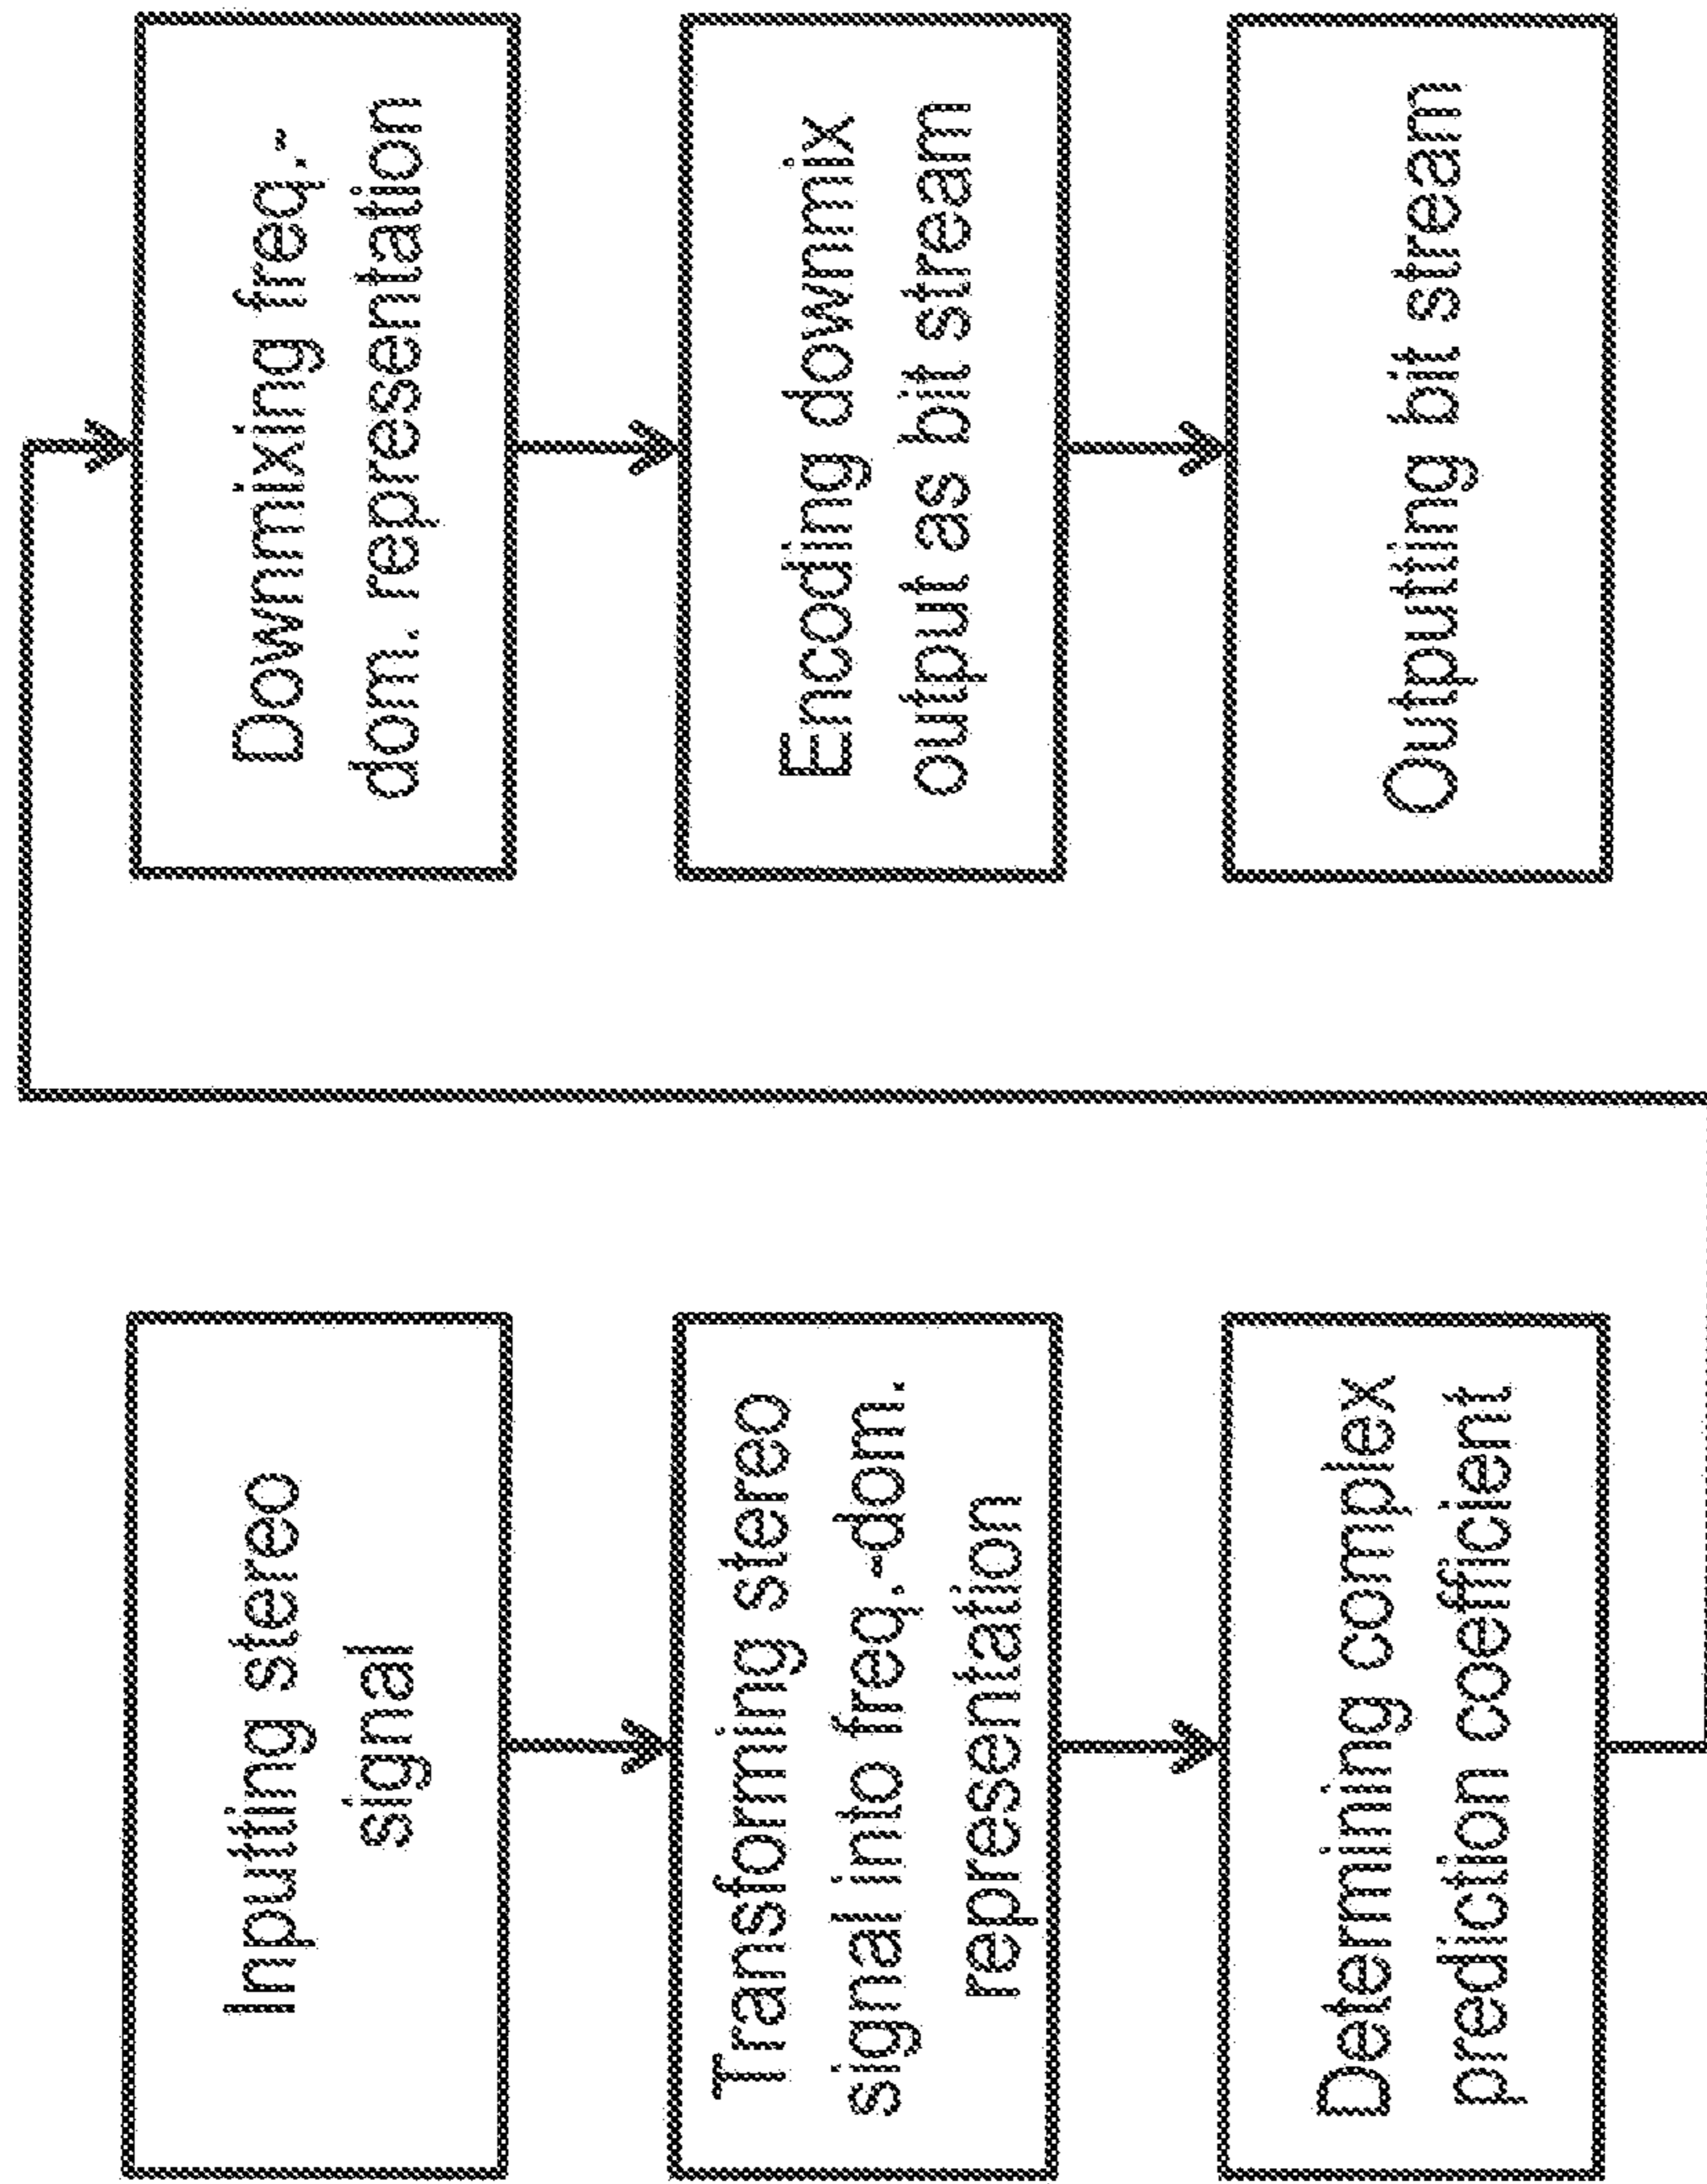 Inputting stereo
signal
Transforming stereo
signal into freq.-dom.
representation
Determining complex
prediction coefficient
Downmixing freq.-
dom. representation
Encoding downmix
output as bit stream
Outputting bit stream